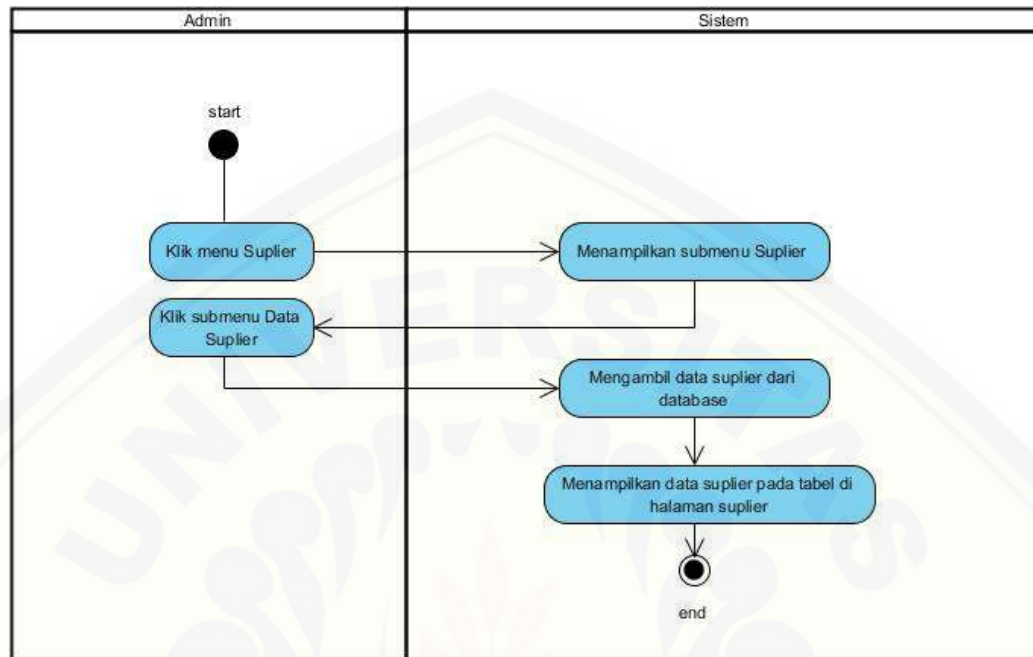 Admin
Sistem
start
Klik menu Suplier
Menampilkan submenu Suplier
Klik submenu Data
Suplier
Mengambil data suplier dari
database
Menampilkan data suplier pada tabel di
halaman suplier
end
UNIVERSITAS